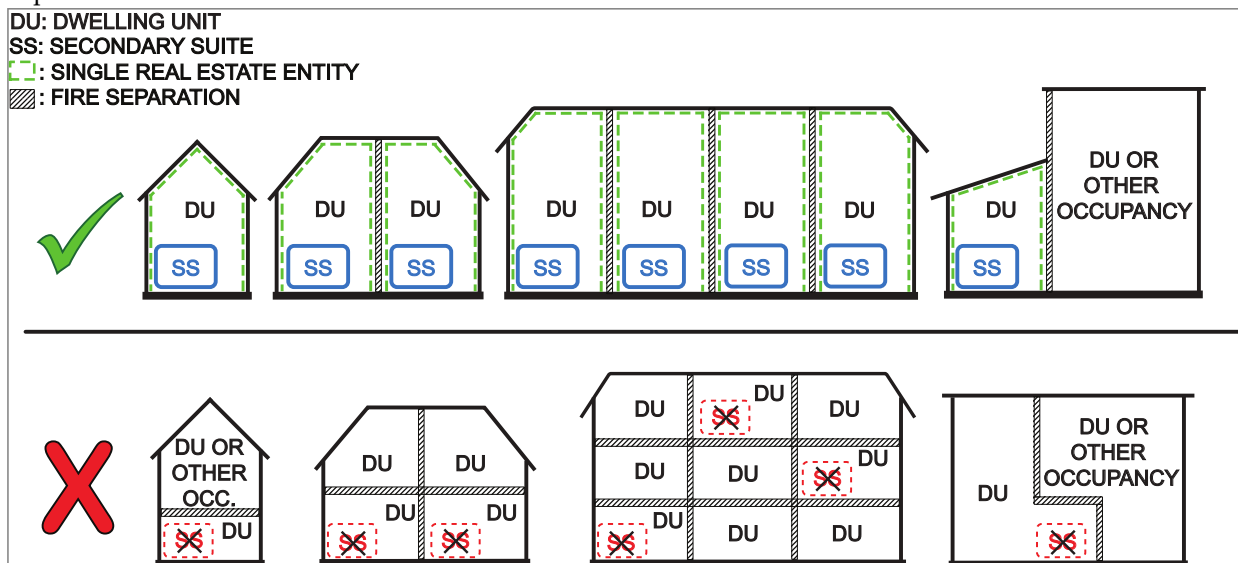 DU: DWELLING UNIT
SS: SECONDARY SUITE
: SINGLE REAL ESTATE ENTITY
: FIRE SEPARATION
DU
SS
DU
DU
SS
SS
DU
DU
DU
DU
SS
SS
SS
SS
DU
SS
DU OR
OTHER
OCCUPANCY
DU OR
OTHER
OCC.
SS
DU
DU
DU
SS
DU
SS
DU
DU
SS
DU
DU
DU
DU
SS
DU
SS
DU
DU
DU
DU
SS
DU OR
OTHER
OCCUPANCY